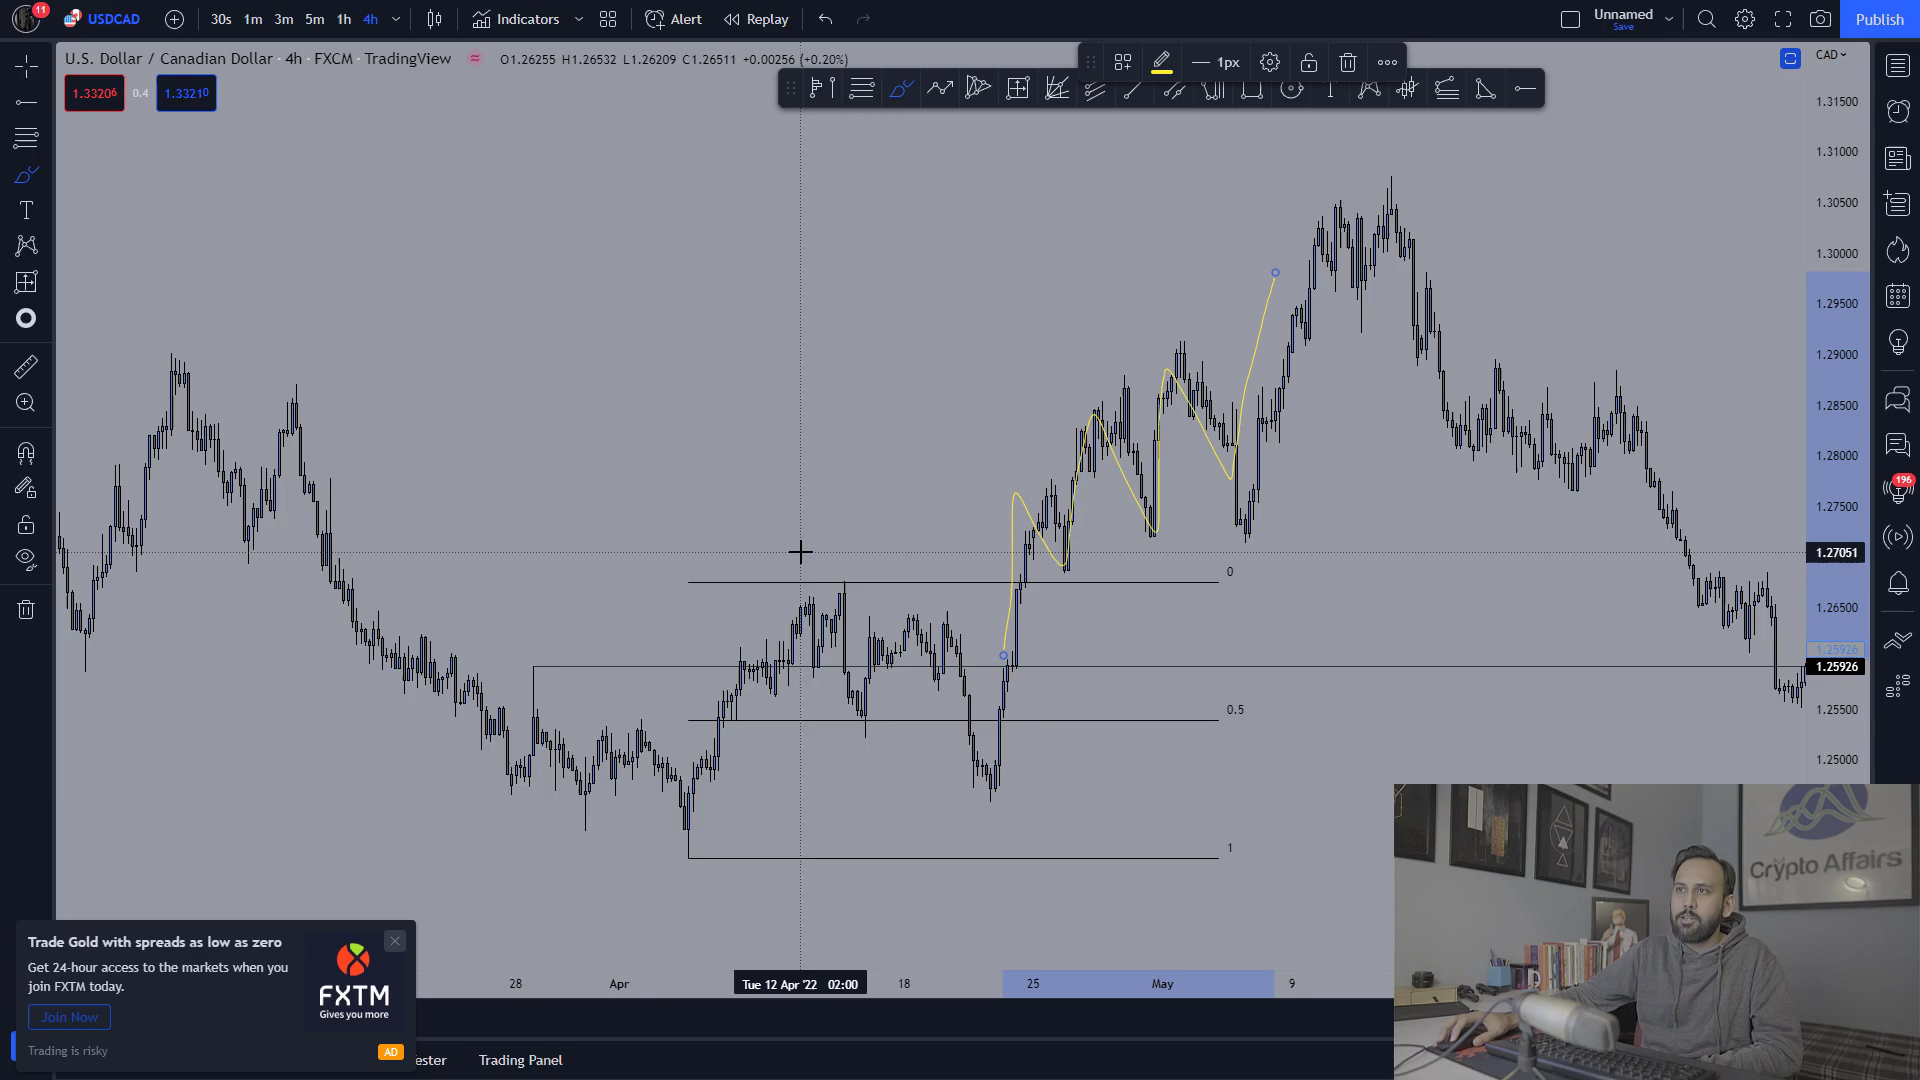 11
USDCAD
30s 1m 3m 5m 1h 4h
Indicators
Alert
Replay
Unnamed
Save
Publish
U.S. Dollar / Canadian Dollar · 4h · FXCM · TradingView
O1.26255 H1.26532 L1.26209 C1.26511 +0.00256 (+0.20%)
1px
CAD
1.33206
0.4
1.33210
1.31500
1.31000
1.30500
1.30000
1.29500
1.29000
1.28500
1.28000
196
1.27500
1.27051
0
1.26500
1.25926
1.25926
0.5
1.25500
1.25000
1
Crypto Affairs
Trade Gold with spreads as low as zero
Get 24-hour access to the markets when you
join FXTM today.
FXTM
Gives you more
Join Now
Trading is risky
AD
28
Apr
Tue 12 Apr '22 02:00
18
25
May
9
ester
Trading Panel